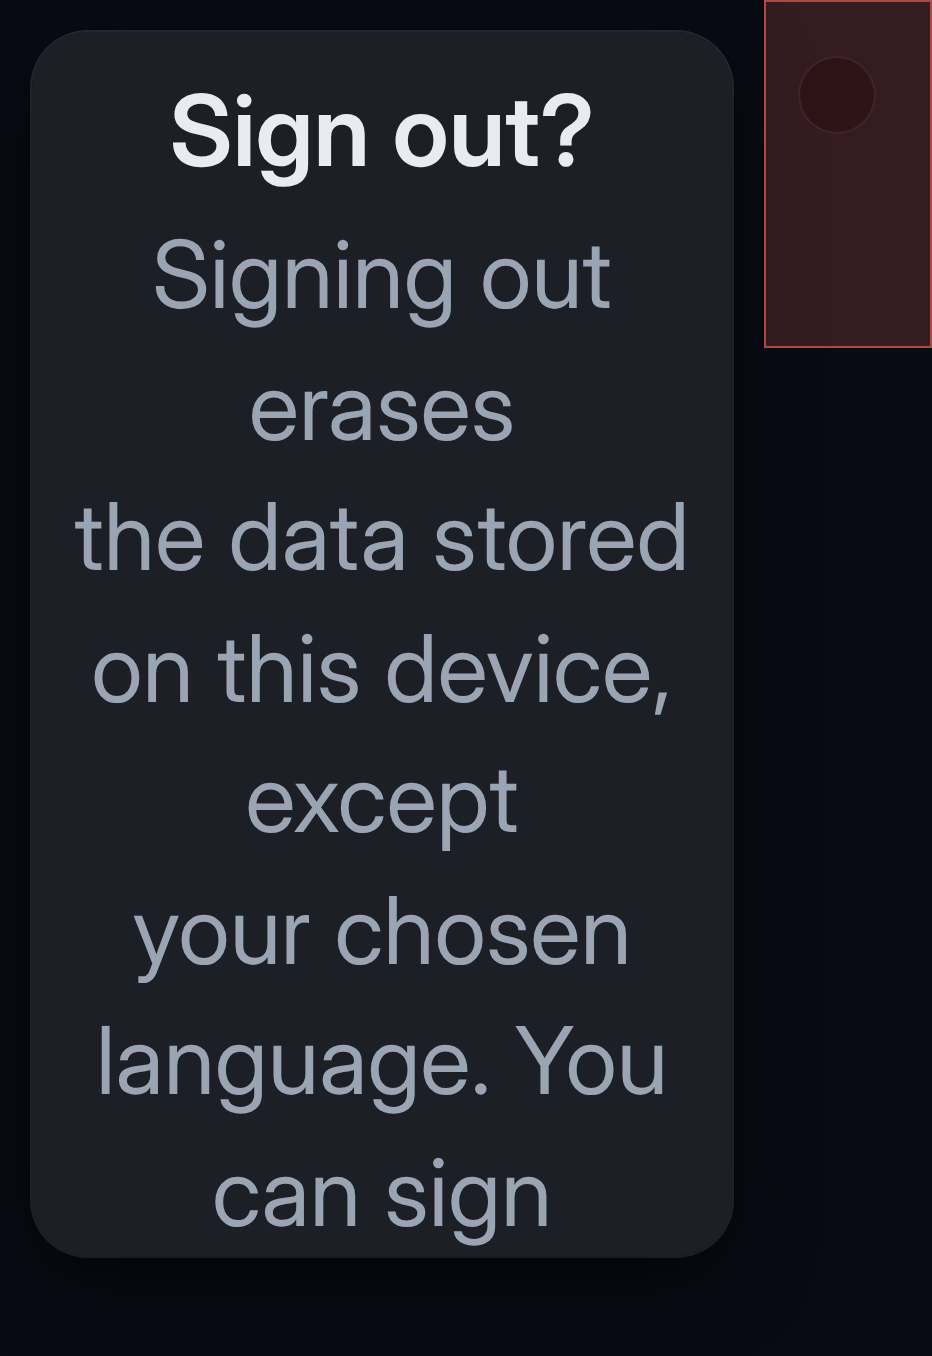 Sign out?
Signing out
erases
the data stored
on this device,
except
your chosen
language. You
can sign